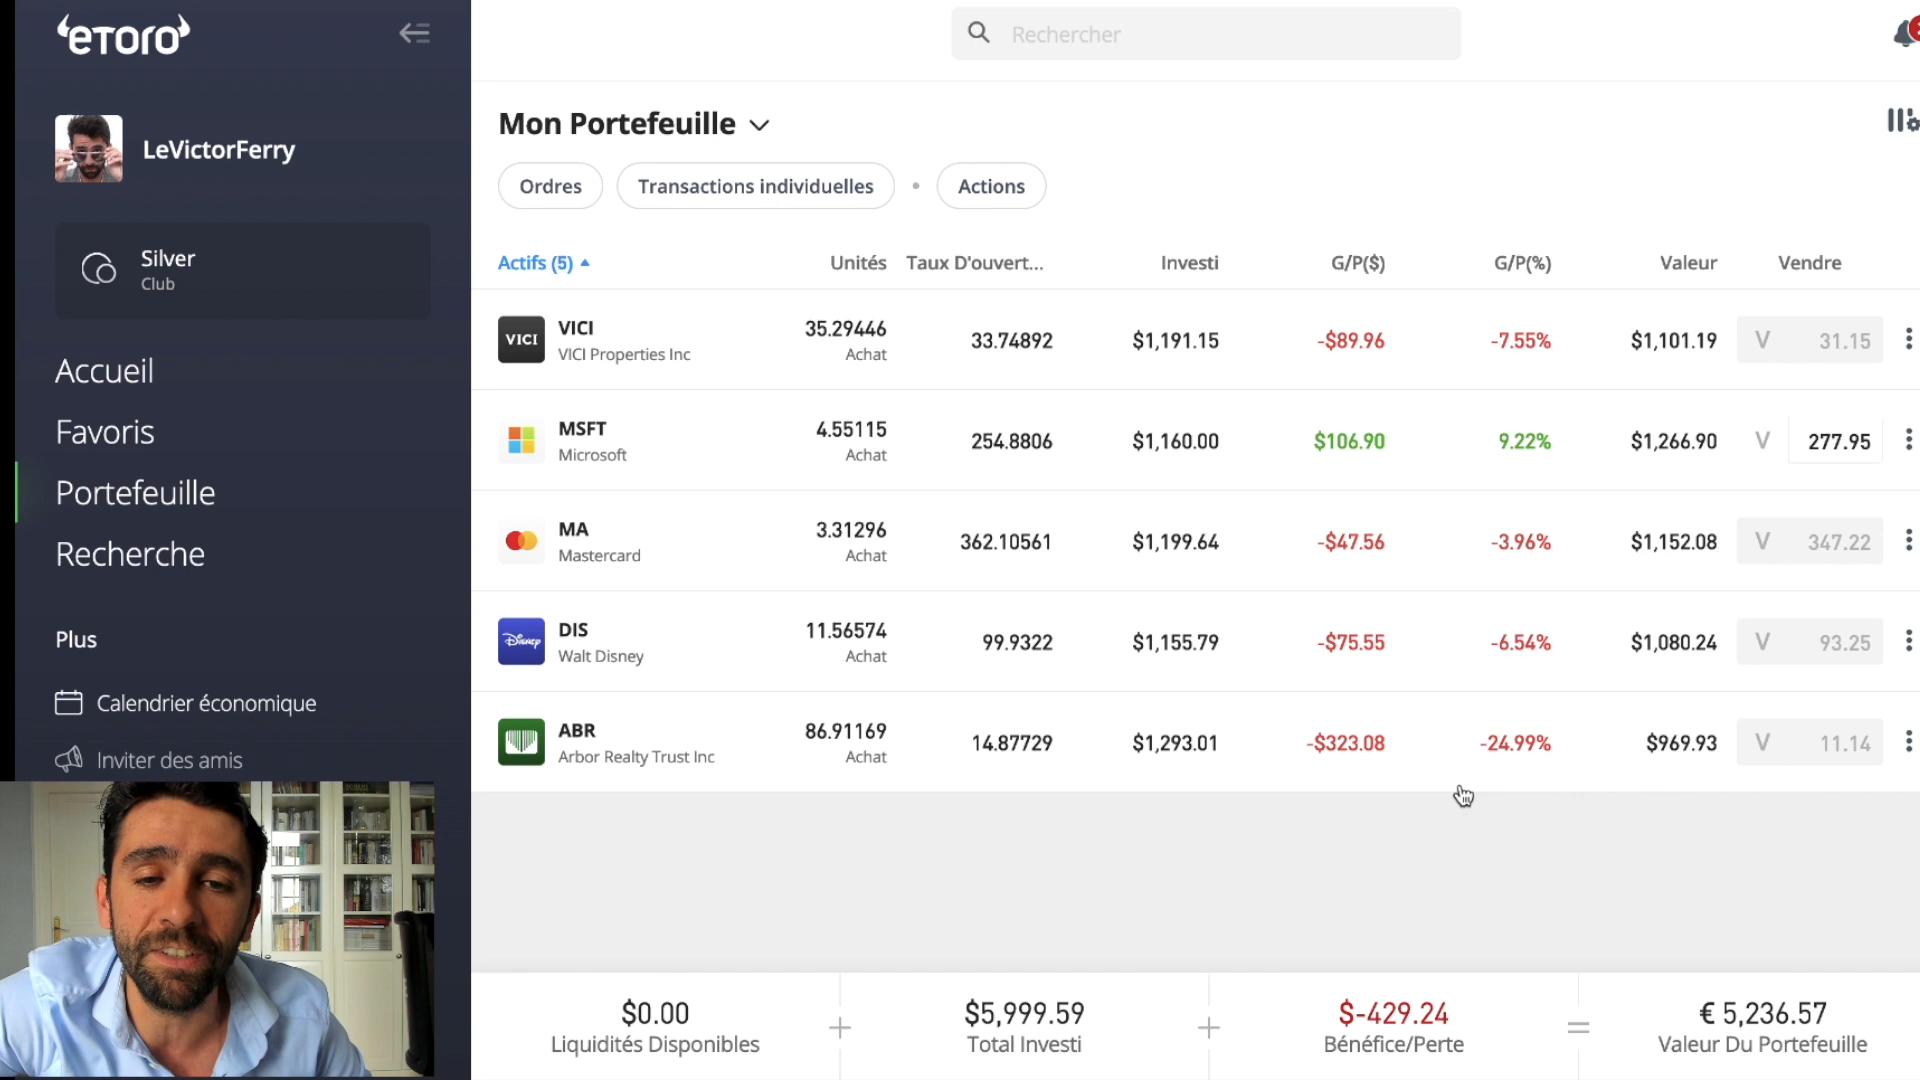 eToro
Rechercher
LeVictorFerry
Silver
Club
Accueil
Favoris
Portefeuille
Recherche
Plus
Calendrier économique
Inviter des amis
Mon Portefeuille
Ordres Transactions individuelles • Actions
Actifs (5) Unités Taux D'ouvert... Investi G/P($) G/P(%) Valeur Vendre
VICI VICI 35.29446 33.74892 $1,191.15 -$89.96 -7.55% $1,101.19 V 31.15
VICI Properties Inc Achat
MSFT 4.55115 254.8806 $1,160.00 $106.90 9.22% $1,266.90 V 277.95
Microsoft Achat
MA 3.31296 362.10561 $1,199.64 -$47.56 -3.96% $1,152.08 V 347.22
Mastercard Achat
Disney DIS 11.56574 99.9322 $1,155.79 -$75.55 -6.54% $1,080.24 V 93.25
Walt Disney Achat
ABR 86.91169 14.87729 $1,293.01 -$323.08 -24.99% $969.93 V 11.14
Arbor Realty Trust Inc Achat
$0.00 + $5,999.59 + $-429.24 = € 5,236.57
Liquidités Disponibles Total Investi Bénéfice/Perte Valeur Du Portefeuille